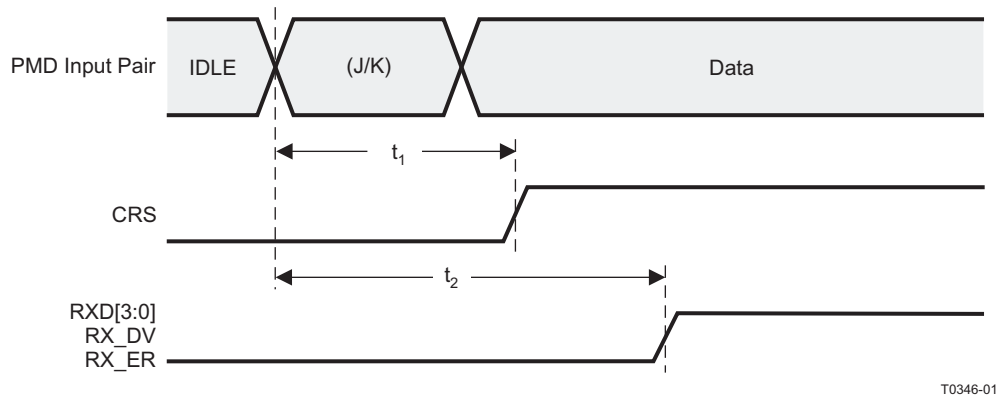 PMD Input Pair
IDLE
(J/K)
Data
t1
CRS
t2
RXD[3:0]
RX_DV
RX_ER
T0346-01